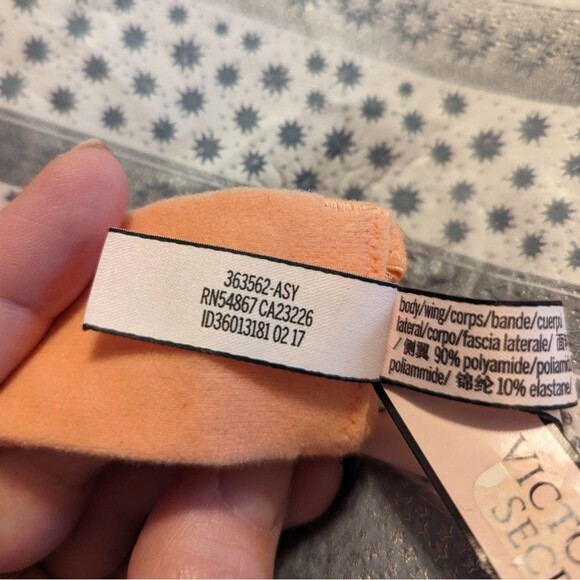 363562-ASY
RN54867 CA23226
ID36013181 02 17
body/wing/corps/bande/cuerpo
lateral/corpo/fascia laterale/
/侧翼 90% polyamide/poliamid
poliammide/ 锦纶 10% elastane/
VICTO
SEC